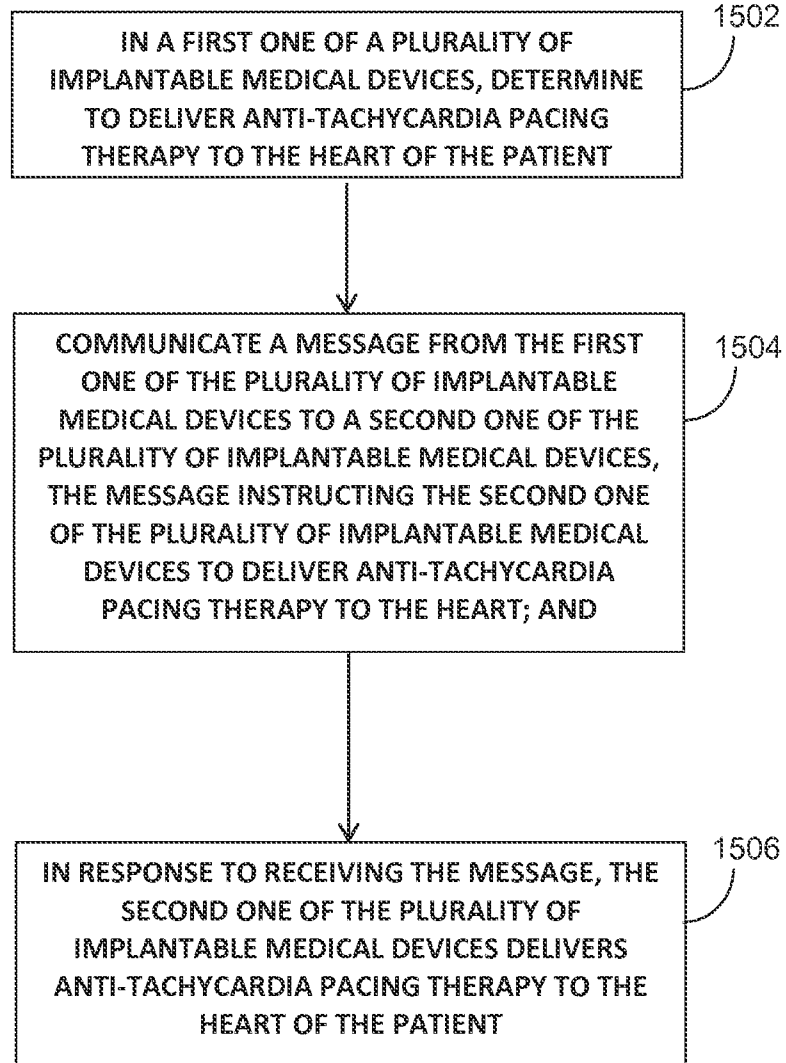 1502
IN A FIRST ONE OF A PLURALITY OF
IMPLANTABLE MEDICAL DEVICES, DETERMINE
TO DELIVER ANTI-TACHYCARDIA PACING
THERAPY TO THE HEART OF THE PATIENT
1504
COMMUNICATE A MESSAGE FROM THE FIRST
ONE OF THE PLURALITY OF IMPLANTABLE
MEDICAL DEVICES TO A SECOND ONE OF THE
PLURALITY OF IMPLANTABLE MEDICAL DEVICES,
THE MESSAGE INSTRUCTING THE SECOND ONE
OF THE PLURALITY OF IMPLANTABLE MEDICAL
DEVICES TO DELIVER ANTI-TACHYCARDIA
PACING THERAPY TO THE HEART; AND
1506
IN RESPONSE TO RECEIVING THE MESSAGE, THE
SECOND ONE OF THE PLURALITY OF
IMPLANTABLE MEDICAL DEVICES DELIVERS
ANTI-TACHYCARDIA PACING THERAPY TO THE
HEART OF THE PATIENT